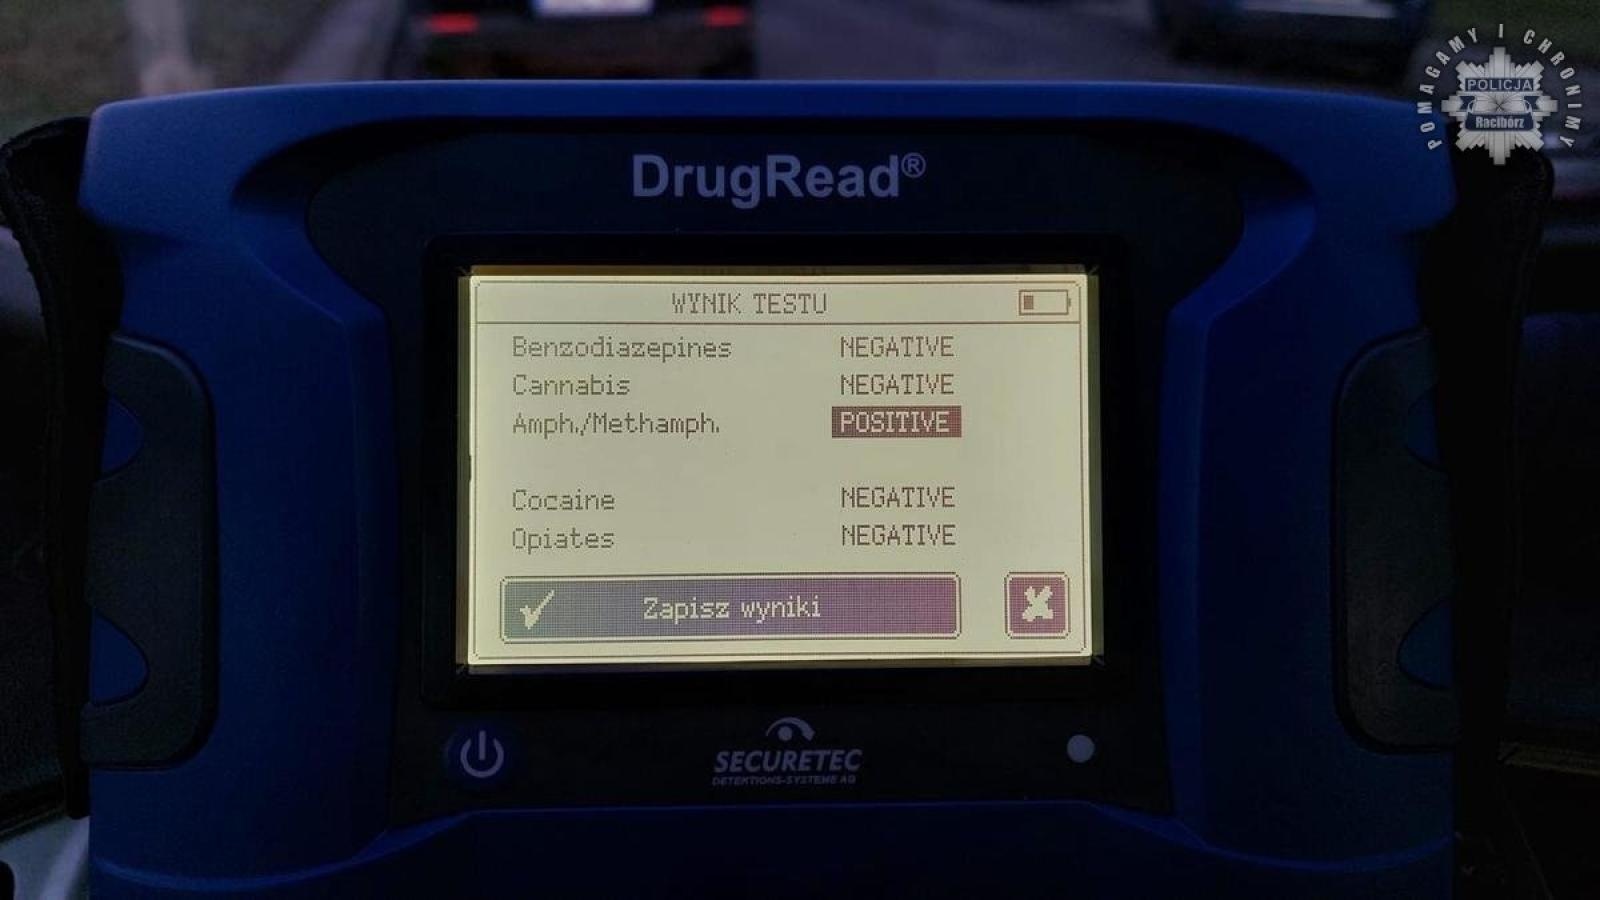 POMAGAMY I CHRONIMY
POLICJA
Racibórz
DrugRead®
WYNIK TESTU
Benzodiazepines NEGATIVE
Cannabis NEGATIVE
Amph./Methamph. POSITIVE
Cocaine NEGATIVE
Opiates NEGATIVE
Zapisz wyniki
SECURETEC
DETEKTIONS-SYSTEME AG